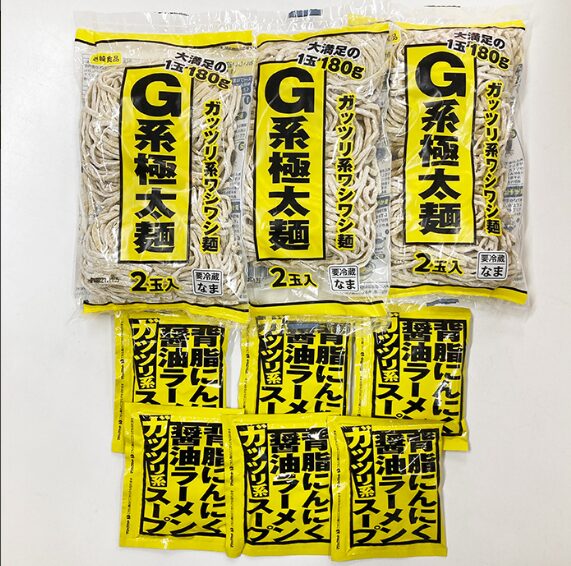 大満足の
1玉180g
G系極太麺
ガッツリ系ワシワシ麺
2玉入
要冷蔵
なま
大満足の
1玉180g
G系極太麺
ガッツリ系ワシワシ麺
2玉入
要冷蔵
なま
大満足の
1玉180g
G系極太麺
ガッツリ系ワシワシ麺
2玉入
要冷蔵
なま
背脂にんにく
醤油ラーメン
ガッツリ系スープ
背脂にんにく
醤油ラーメン
ガッツリ系スープ
背脂にんにく
醤油ラーメン
ガッツリ系スープ
背脂にんにく
醤油ラーメン
ガッツリ系スープ
背脂にんにく
醤油ラーメン
ガッツリ系スープ
背脂にんにく
醤油ラーメン
ガッツリ系スープ